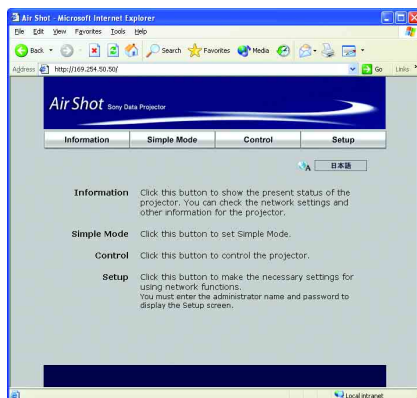 Air Shot - Microsoft Internet Explorer
File Edit View Favorites Tools Help
Back Search Favorites Media
Address http://169.254.50.50/ Go Links »
Air Shot Sony Data Projector
Information Simple Mode Control Setup
A 日本語
Information Click this button to show the present status of the
projector. You can check the network settings and
other information for the projector.
Simple Mode Click this button to set Simple Mode.
Control Click this button to control the projector.
Setup Click this button to make the necessary settings for
using network functions.
You must enter the administrator name and password to
display the Setup screen.
Local intranet